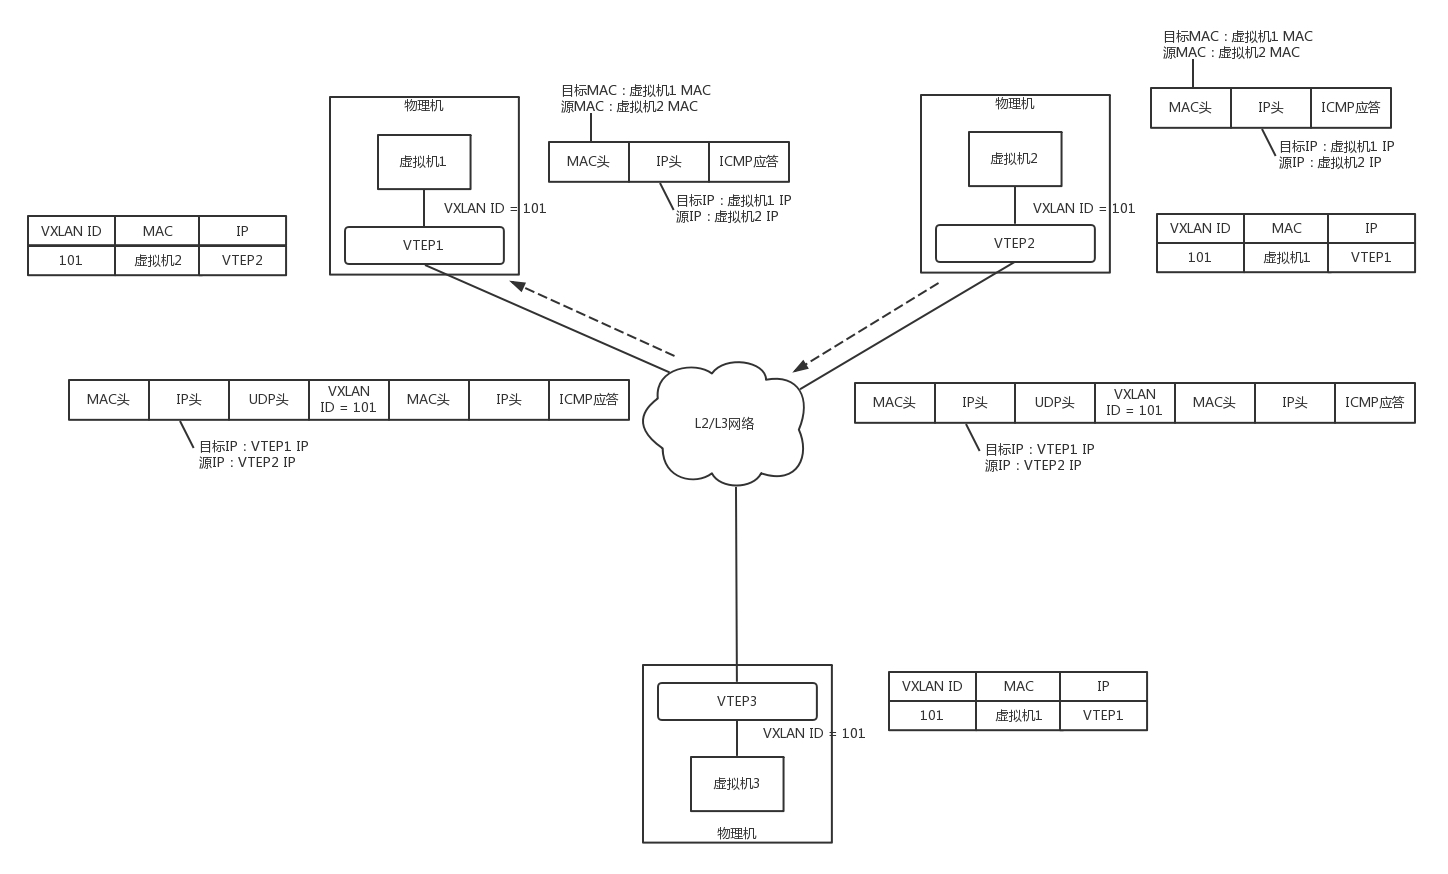 目标MAC：虚拟机1 MAC
源MAC：虚拟机2 MAC
MAC头 IP头 ICMP应答
目标IP：虚拟机1 IP
源IP：虚拟机2 IP
物理机
虚拟机1
VXLAN ID = 101
VTEP1
目标MAC：虚拟机1 MAC
源MAC：虚拟机2 MAC
MAC头 IP头 ICMP应答
目标IP：虚拟机1 IP
源IP：虚拟机2 IP
物理机
虚拟机2
VXLAN ID = 101
VTEP2
VXLAN ID MAC IP
101 虚拟机2 VTEP2
VXLAN ID MAC IP
101 虚拟机1 VTEP1
MAC头 IP头 UDP头 VXLAN
ID = 101 MAC头 IP头 ICMP应答
目标IP：VTEP1 IP
源IP：VTEP2 IP
L2/L3网络
MAC头 IP头 UDP头 VXLAN
ID = 101 MAC头 IP头 ICMP应答
目标IP：VTEP1 IP
源IP：VTEP2 IP
VTEP3
VXLAN ID = 101
虚拟机3
物理机
VXLAN ID MAC IP
101 虚拟机1 VTEP1